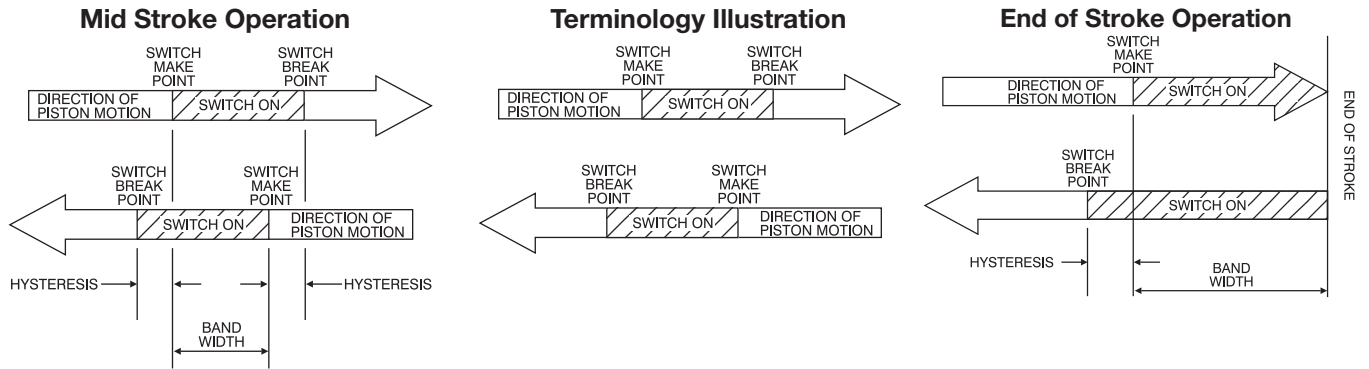 Mid Stroke Operation
SWITCH
MAKE
POINT
SWITCH
BREAK
POINT
DIRECTION OF
PISTON MOTION
SWITCH ON
SWITCH
BREAK
POINT
SWITCH
MAKE
POINT
SWITCH ON
DIRECTION OF
PISTON MOTION
HYSTERESIS
HYSTERESIS
BAND
WIDTH
Terminology Illustration
SWITCH
MAKE
POINT
SWITCH
BREAK
POINT
DIRECTION OF
PISTON MOTION
SWITCH ON
SWITCH
BREAK
POINT
SWITCH
MAKE
POINT
SWITCH ON
DIRECTION OF
PISTON MOTION
End of Stroke Operation
SWITCH
MAKE
POINT
DIRECTION OF
PISTON MOTION
SWITCH ON
END OF STROKE
SWITCH
BREAK
POINT
SWITCH ON
HYSTERESIS
BAND
WIDTH